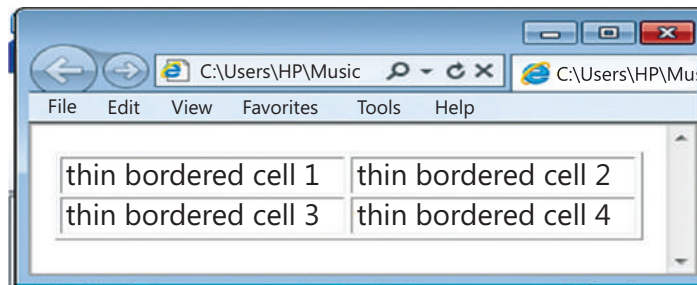 C:\Users\HP\Music C:\Users\HP\Mus
File Edit View Favorites Tools Help
thin bordered cell 1 thin bordered cell 2
thin bordered cell 3 thin bordered cell 4